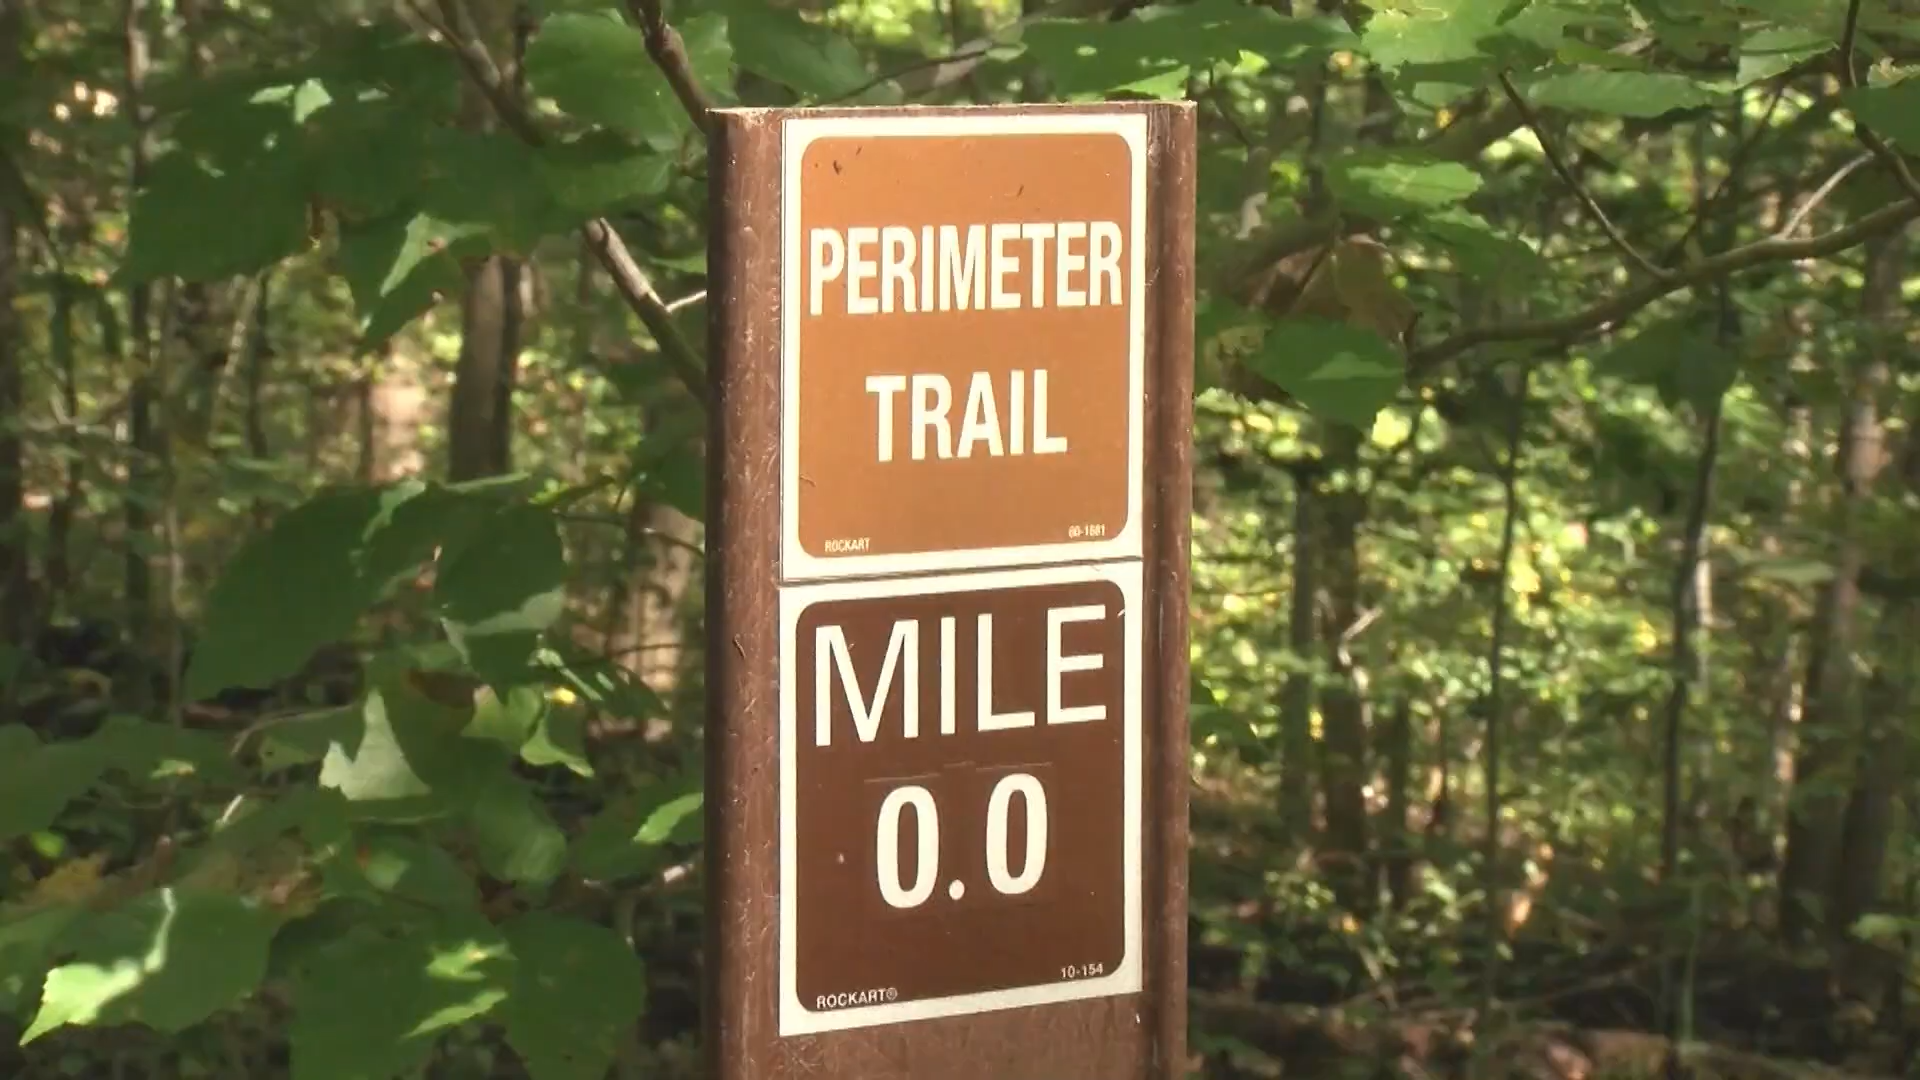 PERIMETER
TRAIL
ROCKART 60-1681
MILE
0.0
10-154
ROCKART®